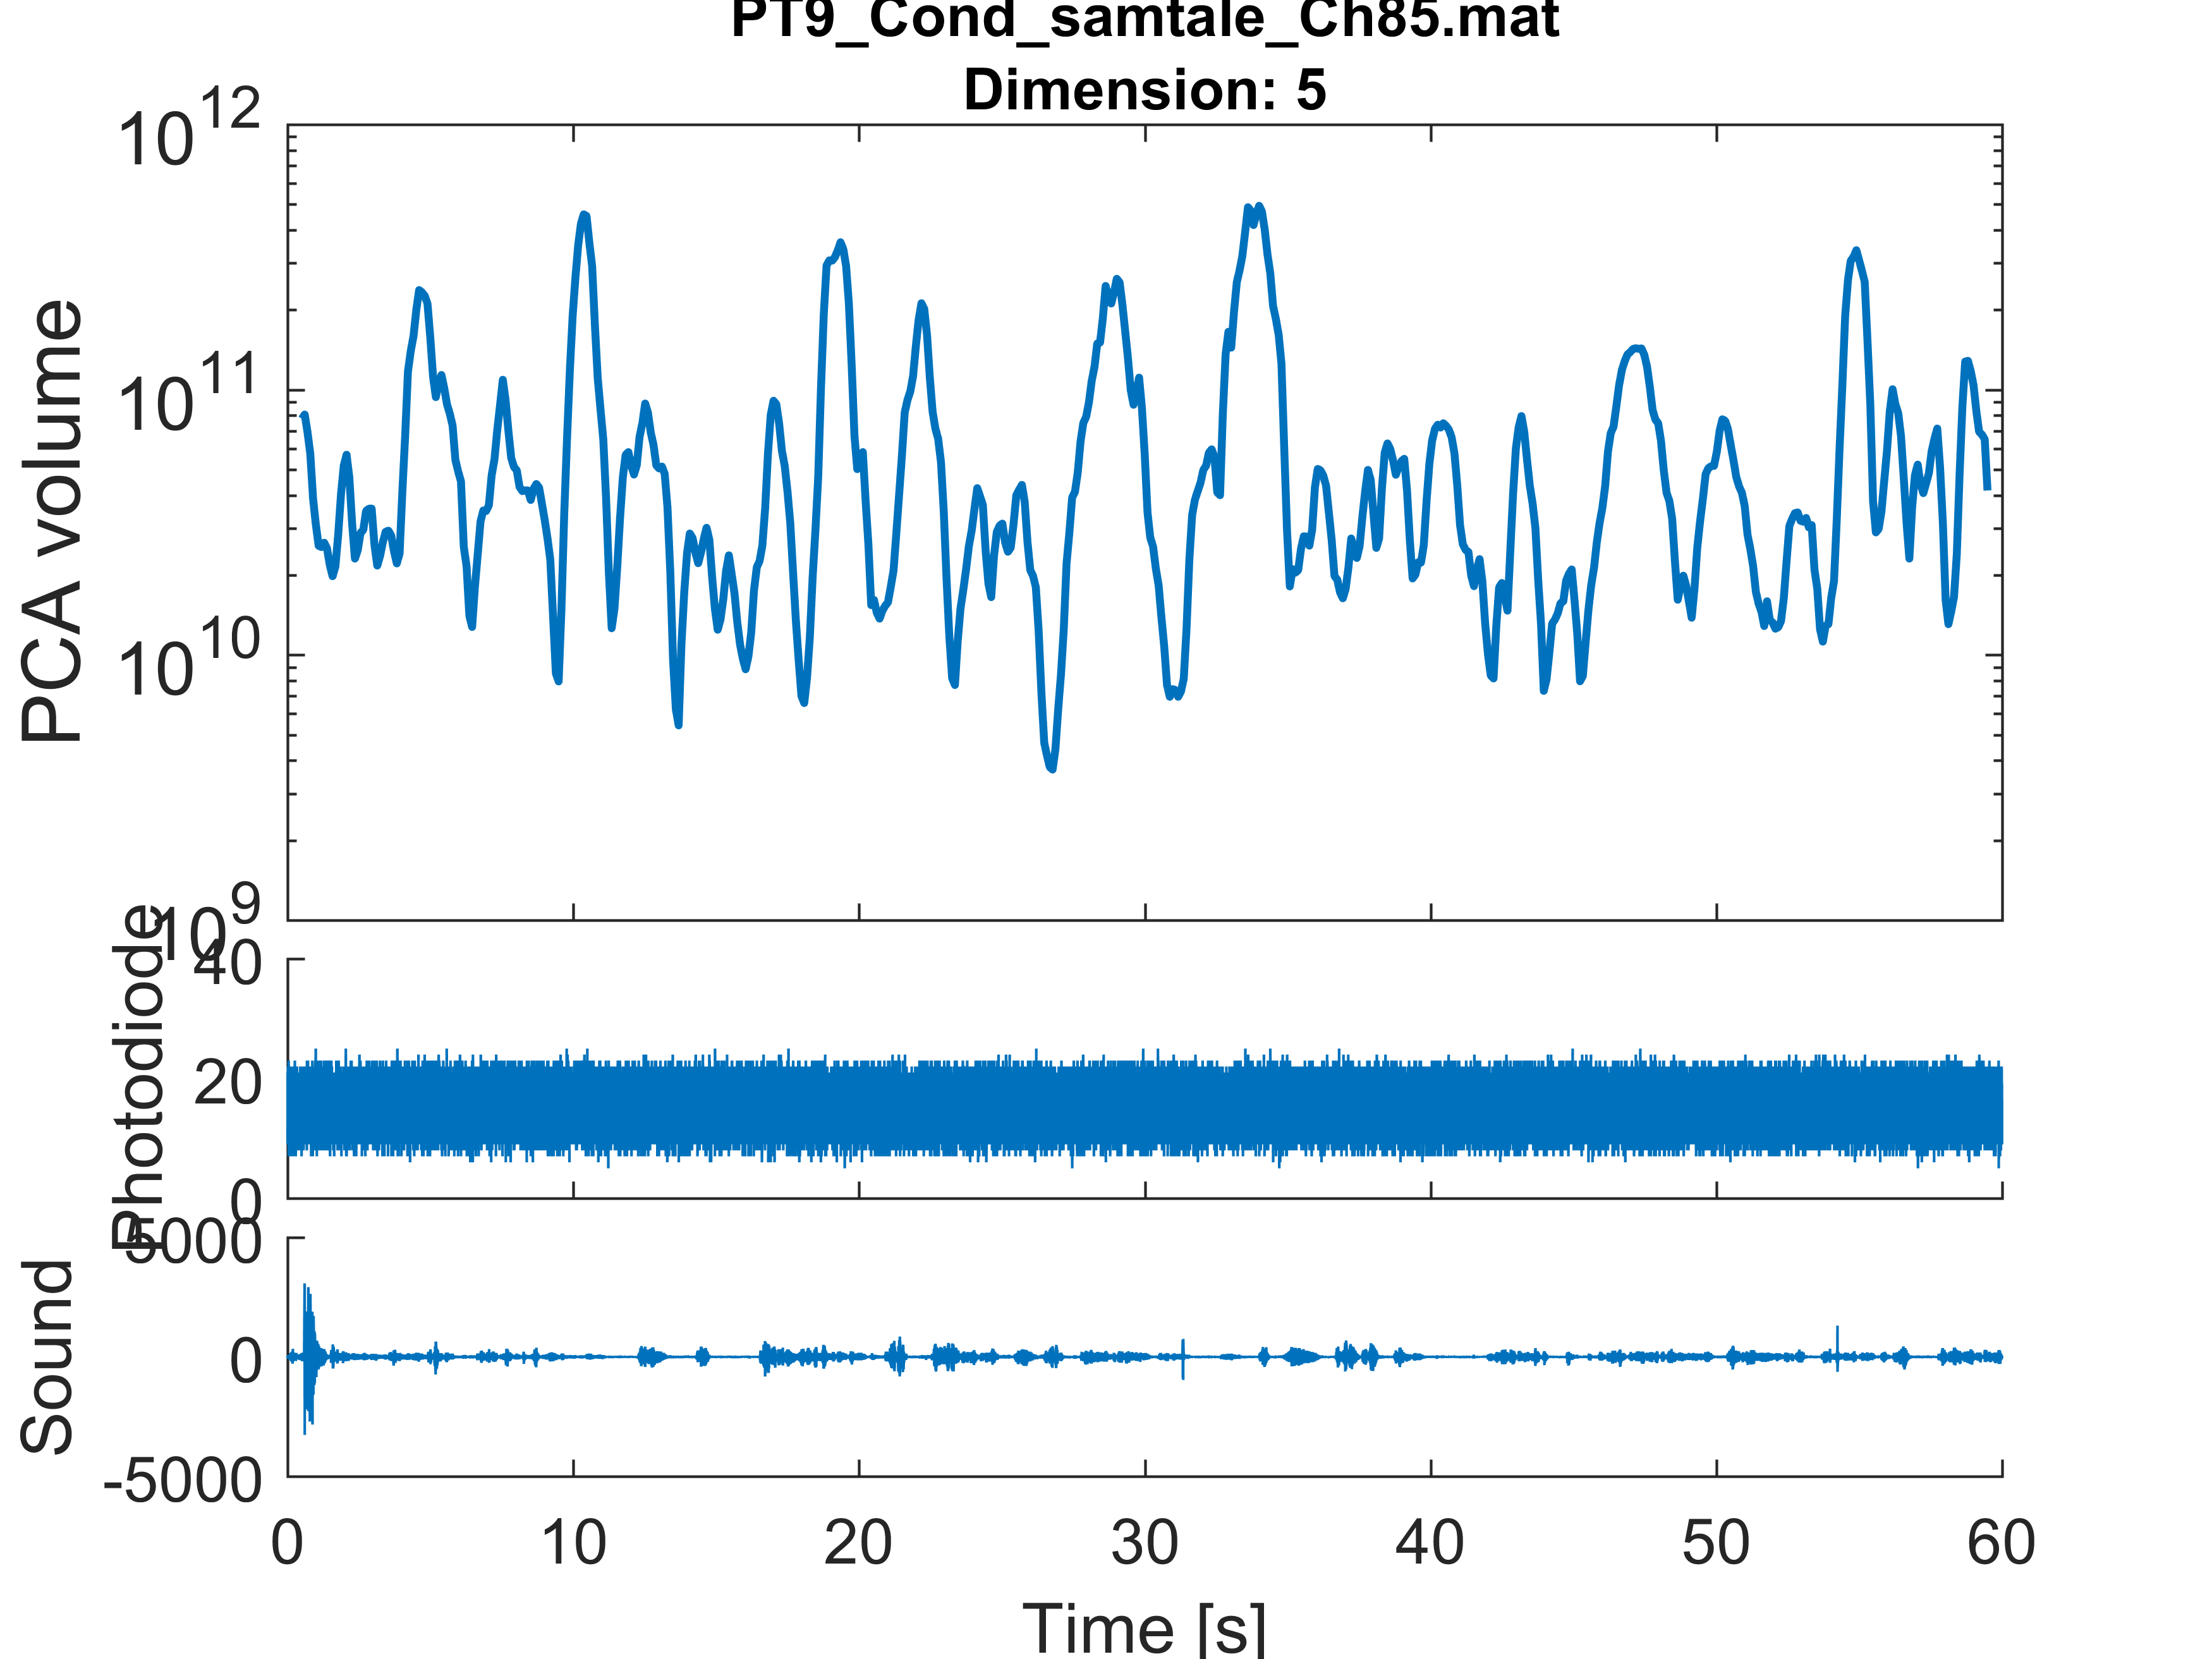 PT9_Cond_samtale_Ch85.mat
Dimension: 5
PCA volume
10^12
10^11
10^10
10^9
Photodiode
40
20
0
Sound
5000
0
-5000
0 10 20 30 40 50 60
Time [s]